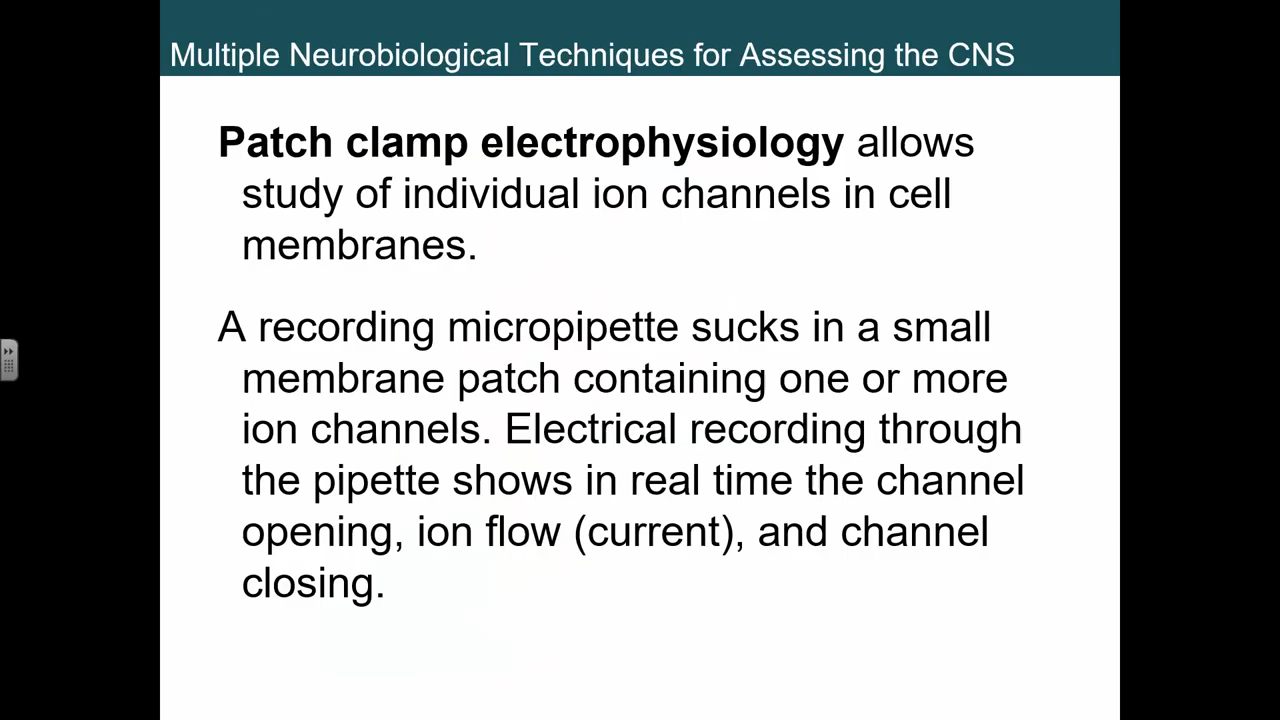 Multiple Neurobiological Techniques for Assessing the CNS
Patch clamp electrophysiology allows
study of individual ion channels in cell
membranes.
A recording micropipette sucks in a small
membrane patch containing one or more
ion channels. Electrical recording through
the pipette shows in real time the channel
opening, ion flow (current), and channel
closing.